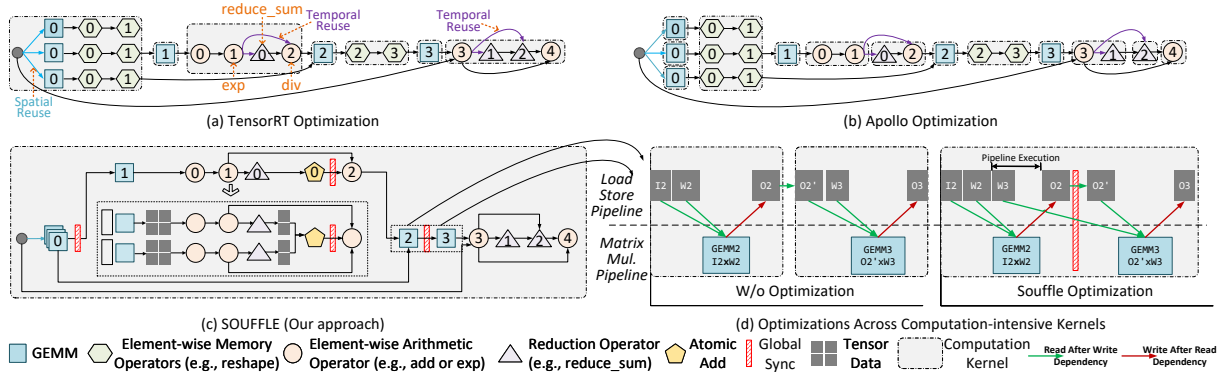 reduce_sum
Temporal
Reuse
Temporal
Reuse
0 0 1
0 0 1
0 0 1
1
0 1 0 2
2
2 3
3
3 1 2 4
Spatial
Reuse
exp
div
(a) TensorRT Optimization
0 0 1
0 0 1
0 0 1
1
0 1 0 2
2
2 3
3
3 1 2 4
(b) Apollo Optimization
1 0 1 0 0 2
0
2 3 3 1 2 4
(c) SOUFFLE (Our approach)
Load
Store
Pipeline
Matrix
Mul.
Pipeline
I2 W2 O2 O2' W3 O3
GEMM2
I2xW2
GEMM3
O2'xW3
W/o Optimization
Pipeline Execution
I2 W2 W3 O2 O2' O3
GEMM2
I2xW2
GEMM3
O2'xW3
Souffle Optimization
(d) Optimizations Across Computation-intensive Kernels
GEMM
Element-wise Memory
Operators (e.g., reshape)
Element-wise Arithmetic
Operator (e.g., add or exp)
Reduction Operator
(e.g., reduce_sum)
Atomic
Add
Global
Sync
Tensor
Data
Computation
Kernel
Read After Write
Dependency
Write After Read
Dependency